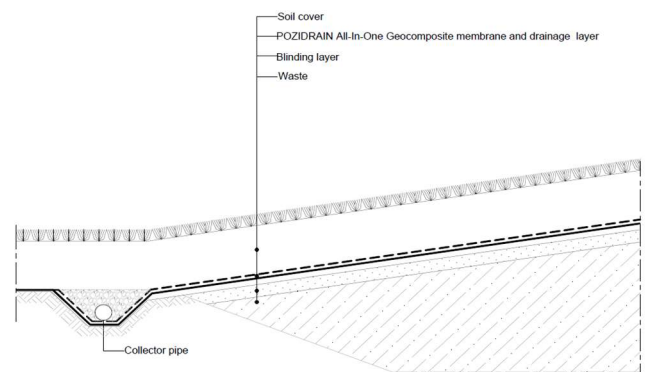 Soil cover
POZIDRAIN All-In-One Geocomposite membrane and drainage layer
Blinding layer
Waste
Collector pipe